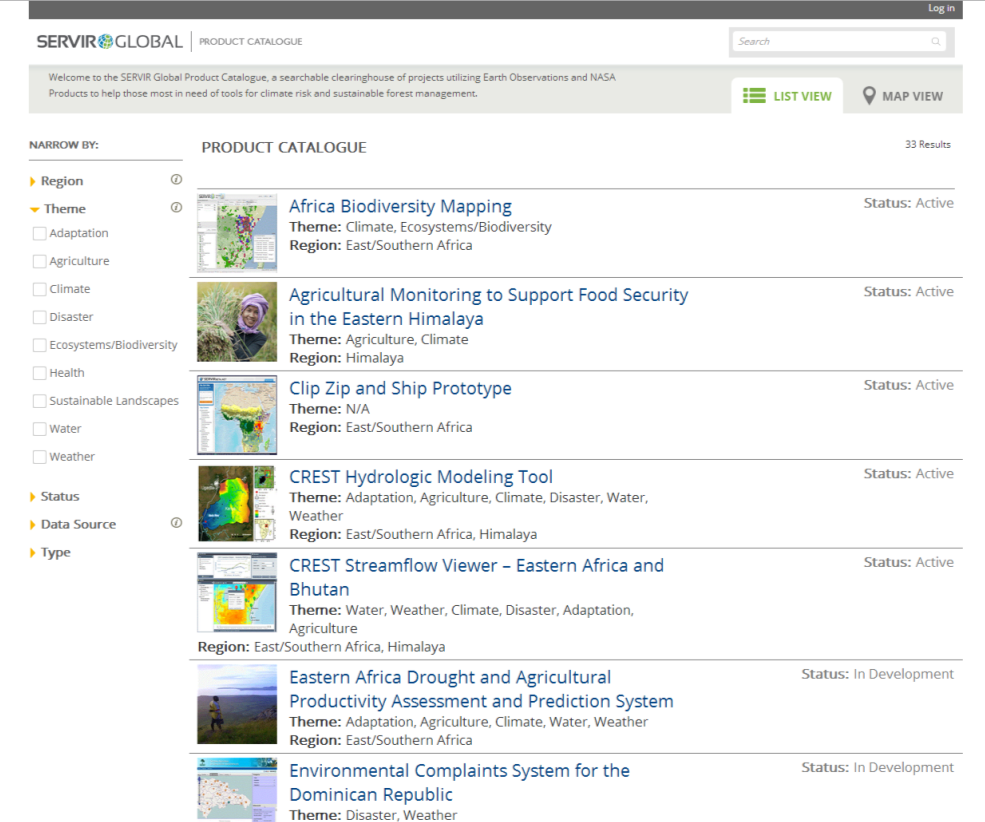 Log in
SERVIR GLOBAL PRODUCT CATALOGUE
Search
Welcome to the SERVIR Global Product Catalogue, a searchable clearinghouse of projects utilizing Earth Observations and NASA
Products to help those most in need of tools for climate risk and sustainable forest management.
LIST VIEW
MAP VIEW
NARROW BY:
Region
Theme
Adaptation
Agriculture
Climate
Disaster
Ecosystems/Biodiversity
Health
Sustainable Landscapes
Water
Weather
Status
Data Source
Type
PRODUCT CATALOGUE
33 Results
Africa Biodiversity Mapping
Theme: Climate, Ecosystems/Biodiversity
Region: East/Southern Africa
Status: Active
Agricultural Monitoring to Support Food Security
in the Eastern Himalaya
Theme: Agriculture, Climate
Region: Himalaya
Status: Active
Clip Zip and Ship Prototype
Theme: N/A
Region: East/Southern Africa
Status: Active
CREST Hydrologic Modeling Tool
Theme: Adaptation, Agriculture, Climate, Disaster, Water,
Weather
Region: East/Southern Africa, Himalaya
Status: Active
CREST Streamflow Viewer – Eastern Africa and
Bhutan
Theme: Water, Weather, Climate, Disaster, Adaptation,
Agriculture
Region: East/Southern Africa, Himalaya
Status: Active
Eastern Africa Drought and Agricultural
Productivity Assessment and Prediction System
Theme: Adaptation, Agriculture, Climate, Water, Weather
Region: East/Southern Africa
Status: In Development
Environmental Complaints System for the
Dominican Republic
Theme: Disaster, Weather
Status: In Development